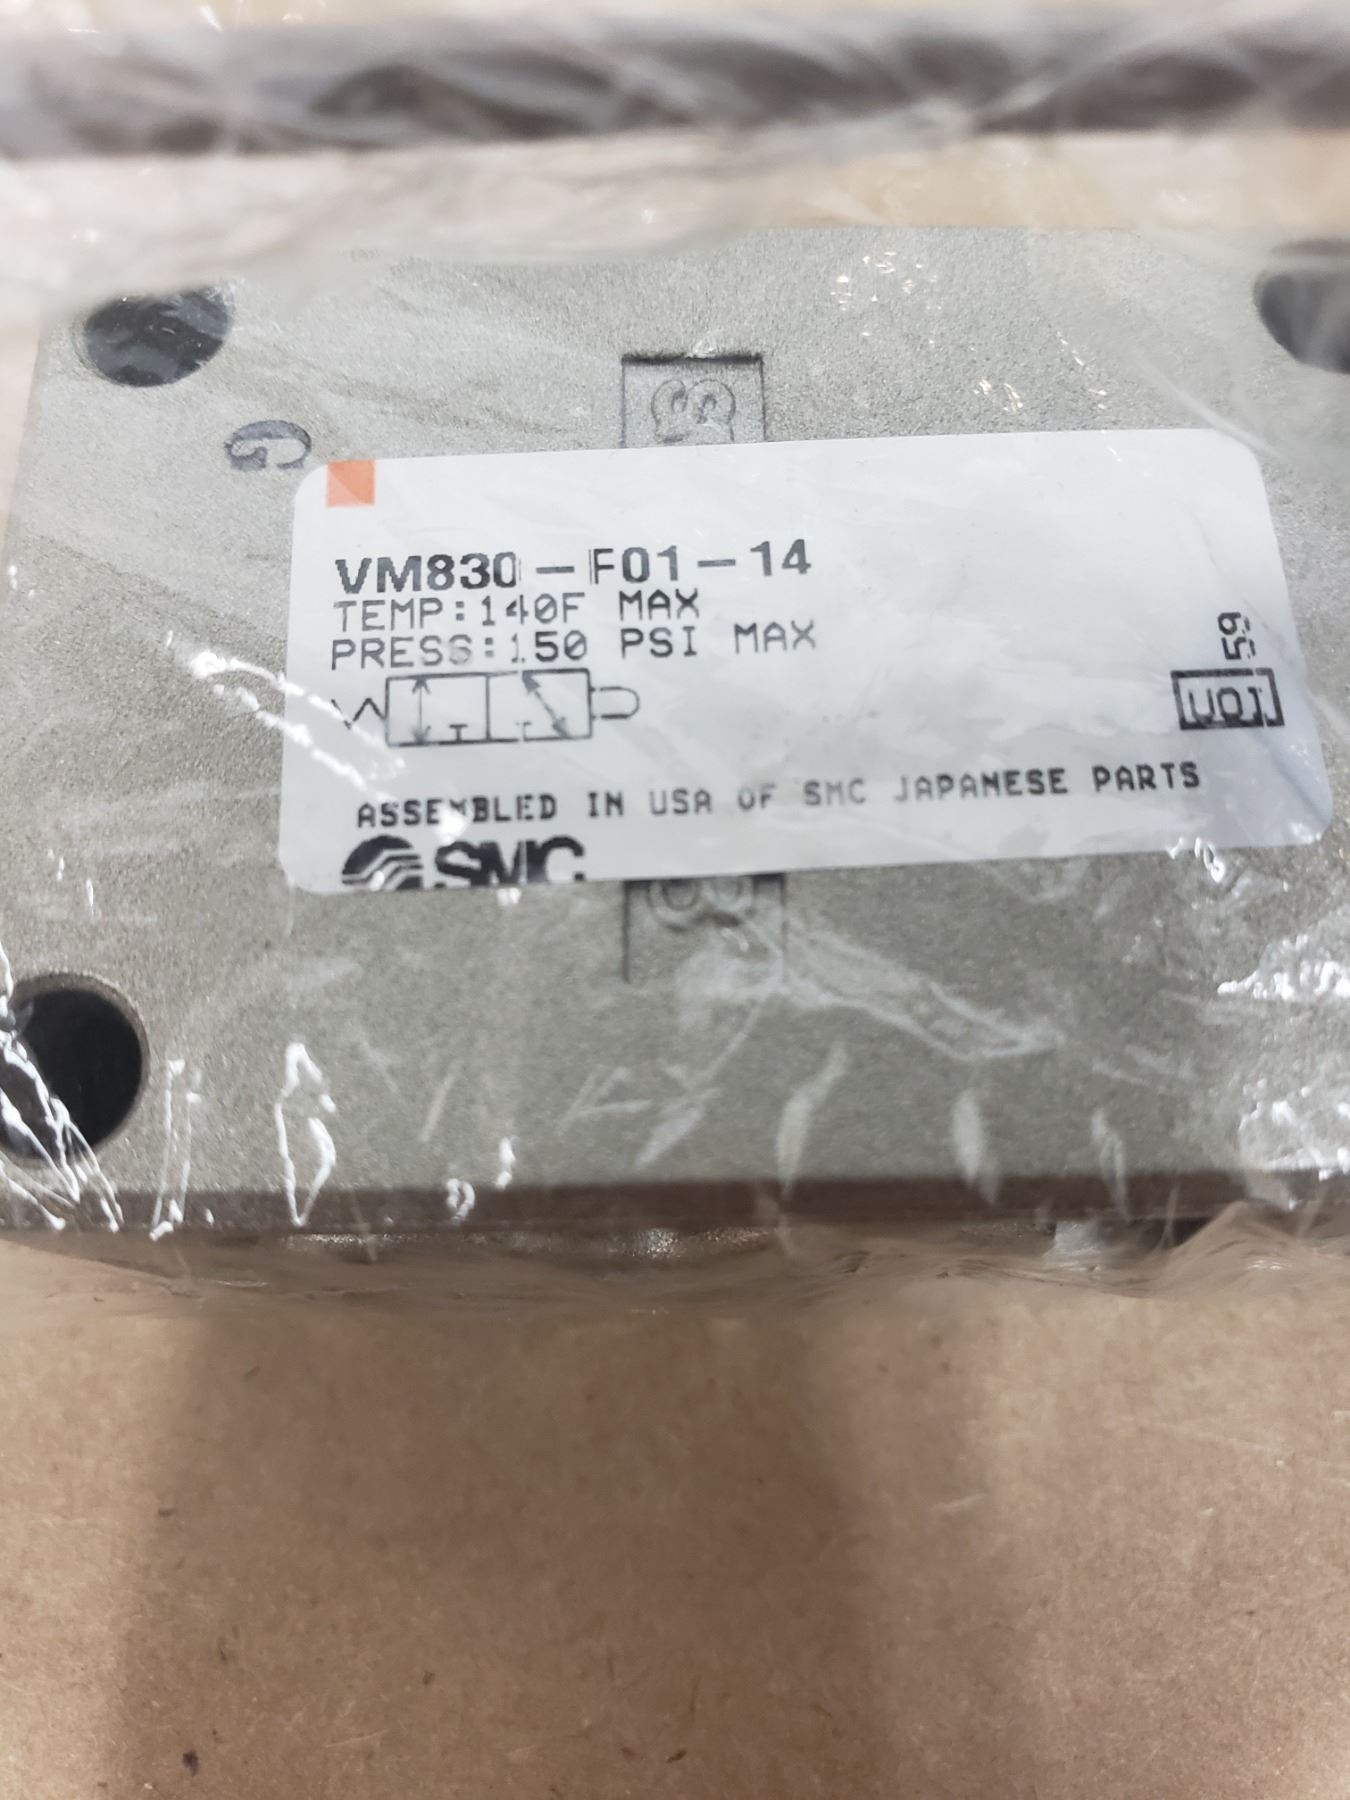 G
VM830-F01-14
TEMP:140F MAX
PRESS:150 PSI MAX
59
UOJ
ASSEMBLED IN USA OF SMC JAPANESE PARTS
SMC